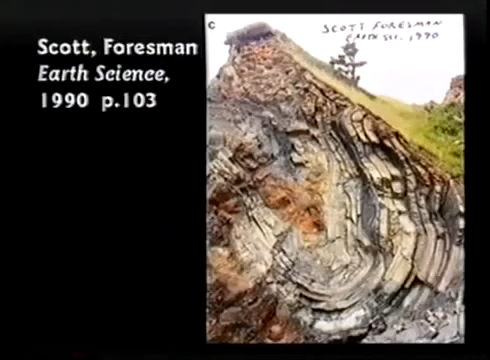 Scott, Foresman
Earth Science,
1990 p.103
C
SCOTT FORESMAN
EARTH SCI. 1990